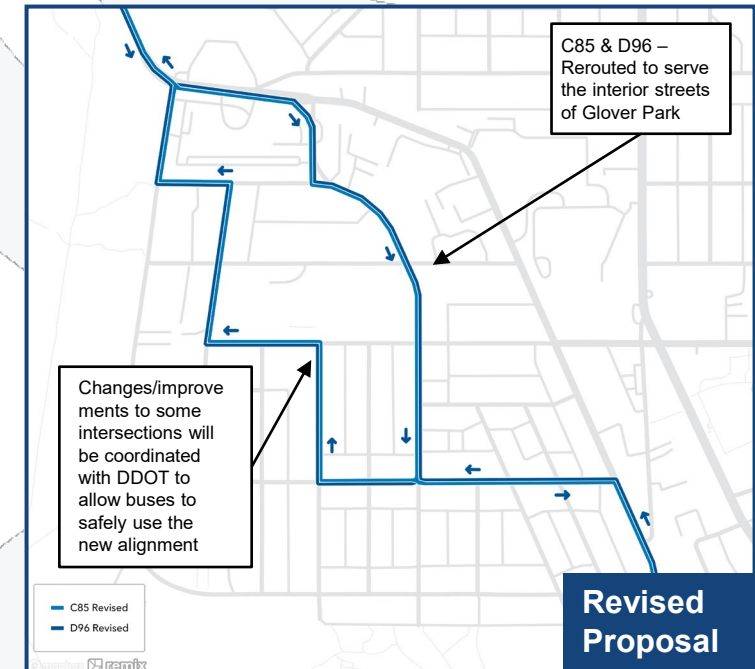 C85 & D96 –
Rerouted to serve
the interior streets
of Glover Park
Changes/improve
ments to some
intersections will
be coordinated
with DDOT to
allow buses to
safely use the
new alignment
C85 Revised
D96 Revised
Revised
Proposal
remix